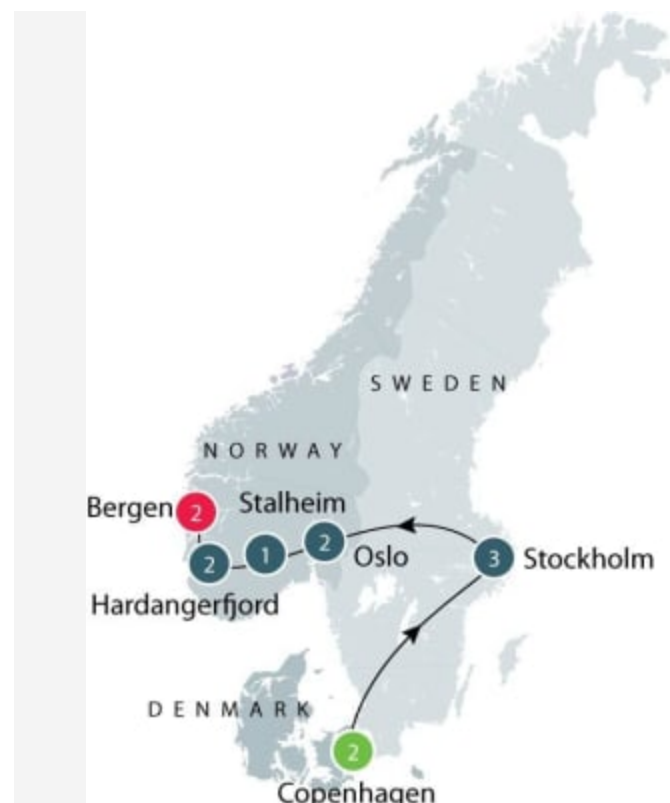 SWEDEN
NORWAY
Bergen
2
Stalheim
2
1
2
Oslo
3
Stockholm
Hardangerfjord
DENMARK
2
Copenhagen